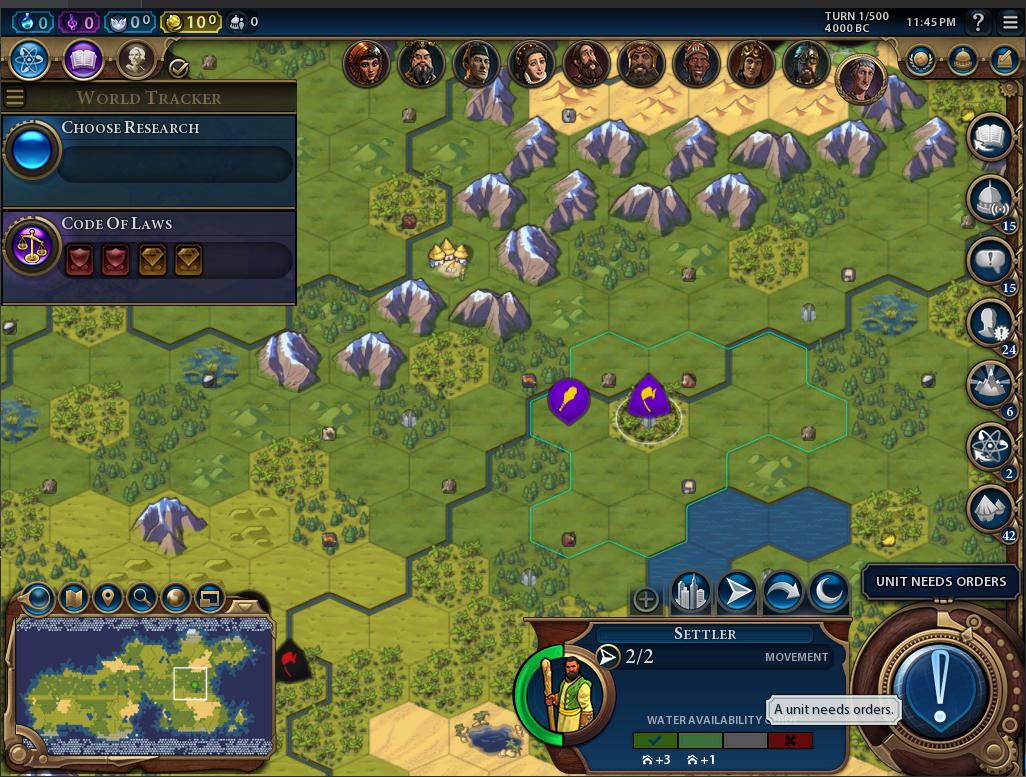 0 0 0⁰ 10⁰ 0
TURN 1/500
4000 BC
11:45 PM
?
WORLD TRACKER
CHOOSE RESEARCH
CODE OF LAWS
15
15
24
6
2
42
UNIT NEEDS ORDERS
SETTLER
2/2
MOVEMENT
A unit needs orders.
WATER AVAILABILITY
+3 +1